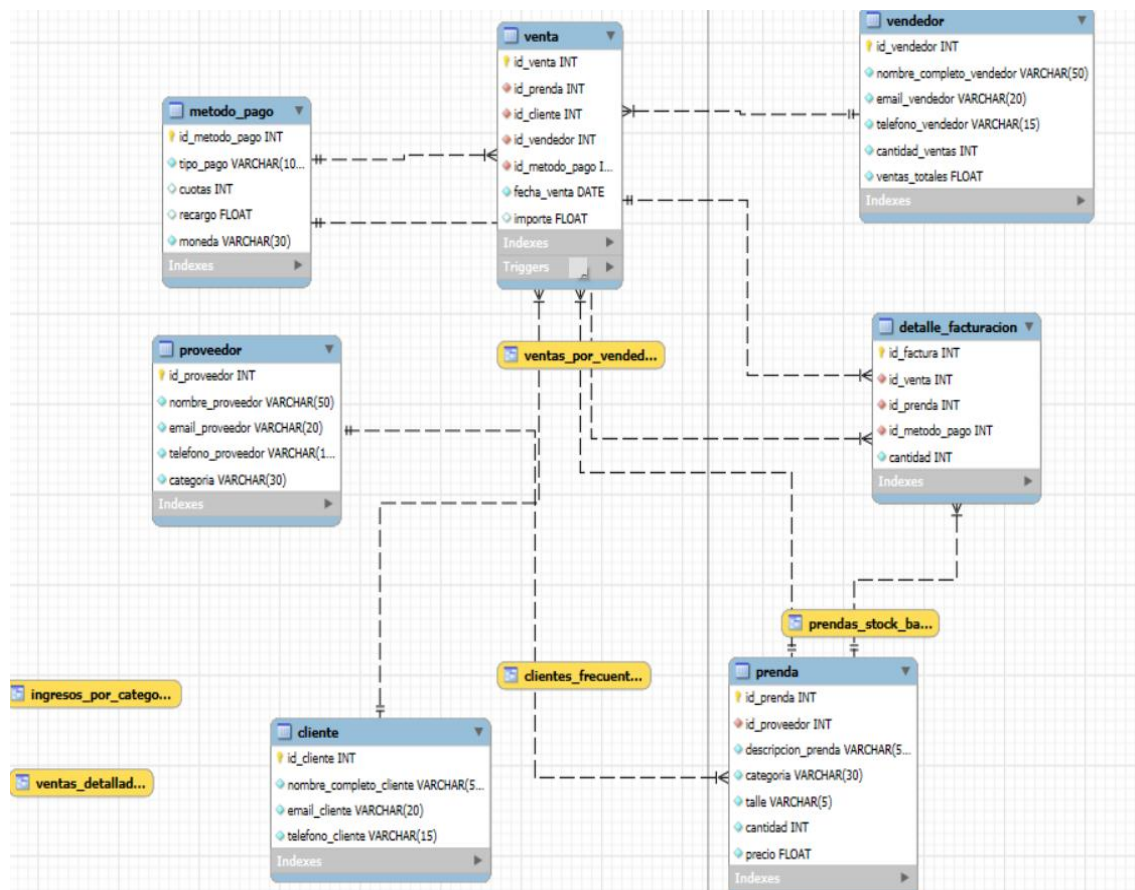 venta
id_venta INT
id_prenda INT
id_cliente INT
id_vendedor INT
id_metodo_pago I...
fecha_venta DATE
importe FLOAT
Indexes
Triggers
vendedor
id_vendedor INT
nombre_completo_vendedor VARCHAR(50)
email_vendedor VARCHAR(20)
telefono_vendedor VARCHAR(15)
cantidad_ventas INT
ventas_totales FLOAT
Indexes
metodo_pago
id_metodo_pago INT
tipo_pago VARCHAR(10...
cuotas INT
recargo FLOAT
moneda VARCHAR(30)
Indexes
proveedor
id_proveedor INT
nombre_proveedor VARCHAR(50)
email_proveedor VARCHAR(20)
telefono_proveedor VARCHAR(1...
categoria VARCHAR(30)
Indexes
ventas_por_vended...
detalle_facturacion
id_factura INT
id_venta INT
id_prenda INT
id_metodo_pago INT
cantidad INT
Indexes
prendas_stock_ba...
clientes_frecuent...
ingresos_por_catego...
ventas_detallad...
cliente
id_cliente INT
nombre_completo_cliente VARCHAR(5...
email_cliente VARCHAR(20)
telefono_cliente VARCHAR(15)
Indexes
prenda
id_prenda INT
id_proveedor INT
descripcion_prenda VARCHAR(5...
categoria VARCHAR(30)
talle VARCHAR(5)
cantidad INT
precio FLOAT
Indexes